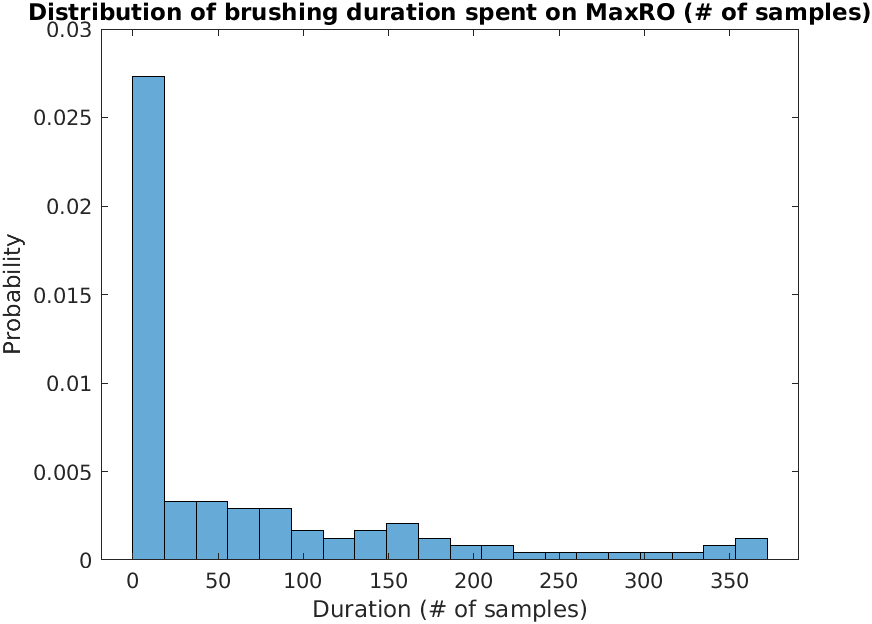 Distribution of brushing duration spent on MaxRO (# of samples)
0.03
0.025
0.02
0.015
0.01
0.005
0
Probability
0 50 100 150 200 250 300 350
Duration (# of samples)